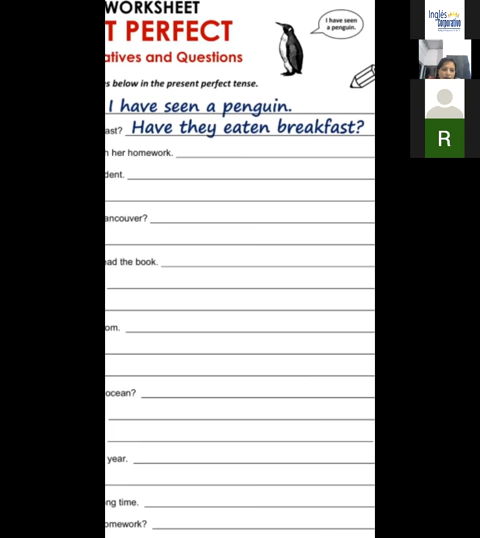 WORKSHEET
T PERFECT
atives and Questions
I have seen
a penguin.
s below in the present perfect tense.
I have seen a penguin.
ast? Have they eaten breakfast?
h her homework.
dent.
ancouver?
ad the book.
om.
ocean?
year.
ng time.
omework?
Inglés
Corporativo
R